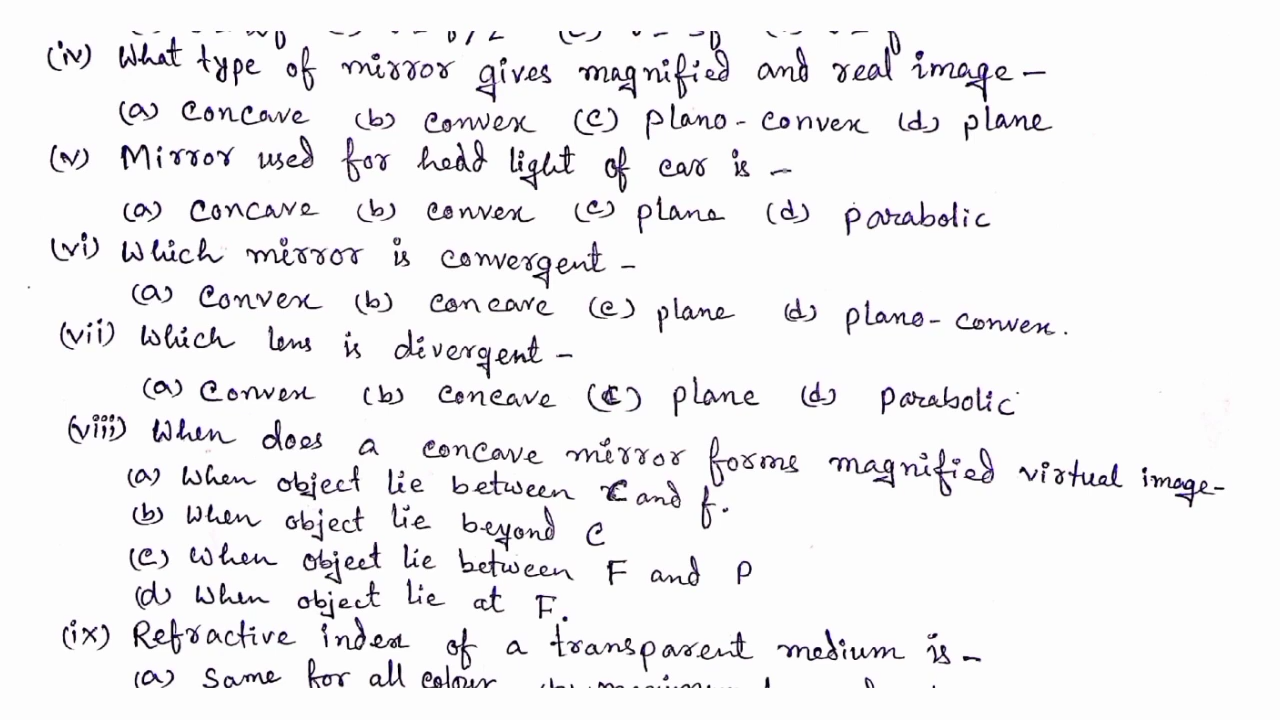 (iv) What type of mirror gives magnified and real image -
(a) concave (b) convex (c) plano-convex (d) plane
(v) Mirror used for head light of car is -
(a) concave (b) convex (c) plane (d) parabolic
(vi) Which mirror is convergent -
(a) convex (b) concave (c) plane (d) plano-convex.
(vii) Which lens is divergent -
(a) Convex (b) concave (c) plane (d) parabolic
(viii) When does a concave mirror forms magnified virtual image-
(a) When object lie between C and f.
(b) When object lie beyond C
(c) When object lie between F and P
(d) When object lie at F.
(ix) Refractive index of a transparent medium is -
(a) Same for all colour